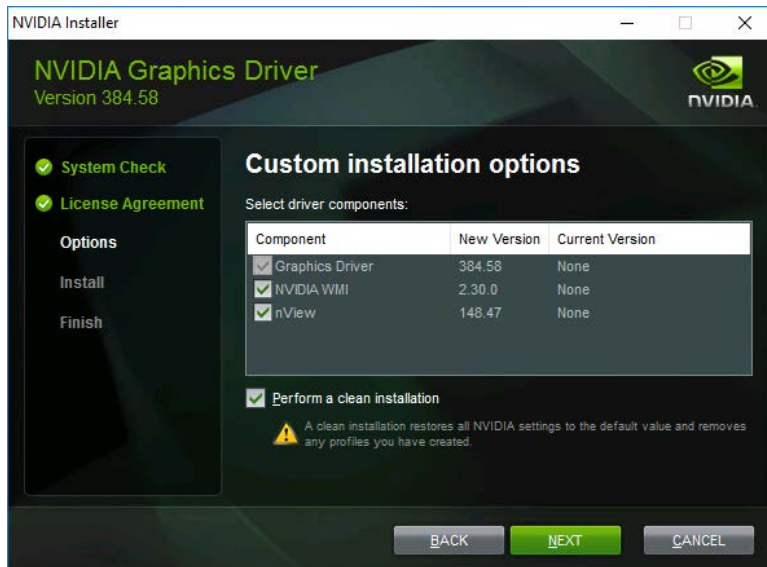 NVIDIA Installer
NVIDIA Graphics Driver
Version 384.58
NVIDIA.
System Check
License Agreement
Options
Install
Finish
Custom installation options
Select driver components:
Component New Version Current Version
Graphics Driver 384.58 None
NVIDIA WMI 2.30.0 None
nView 148.47 None
Perform a clean installation
A clean installation restores all NVIDIA settings to the default value and removes
any profiles you have created.
BACK NEXT CANCEL